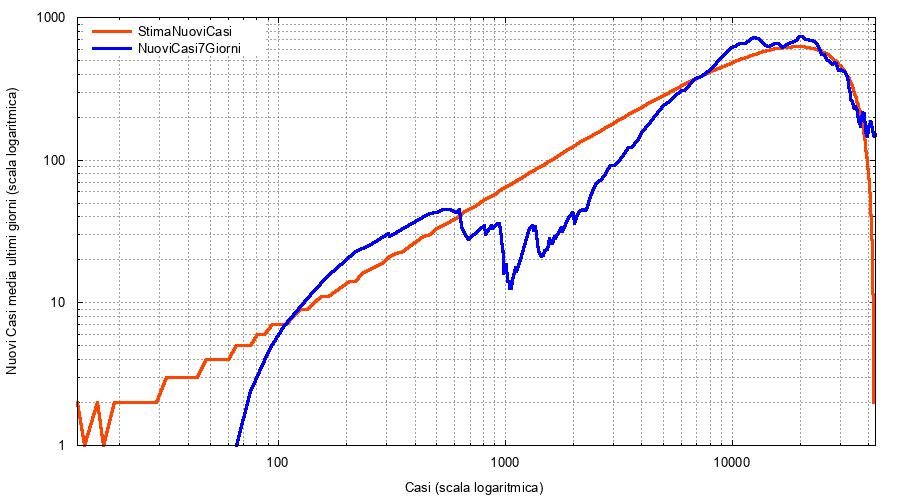 1000
StimaNuoviCasi
NuoviCasi7Giorni
100
10
1
Nuovi Casi media ultimi giorni (scala logaritmica)
100
1000
10000
Casi (scala logaritmica)